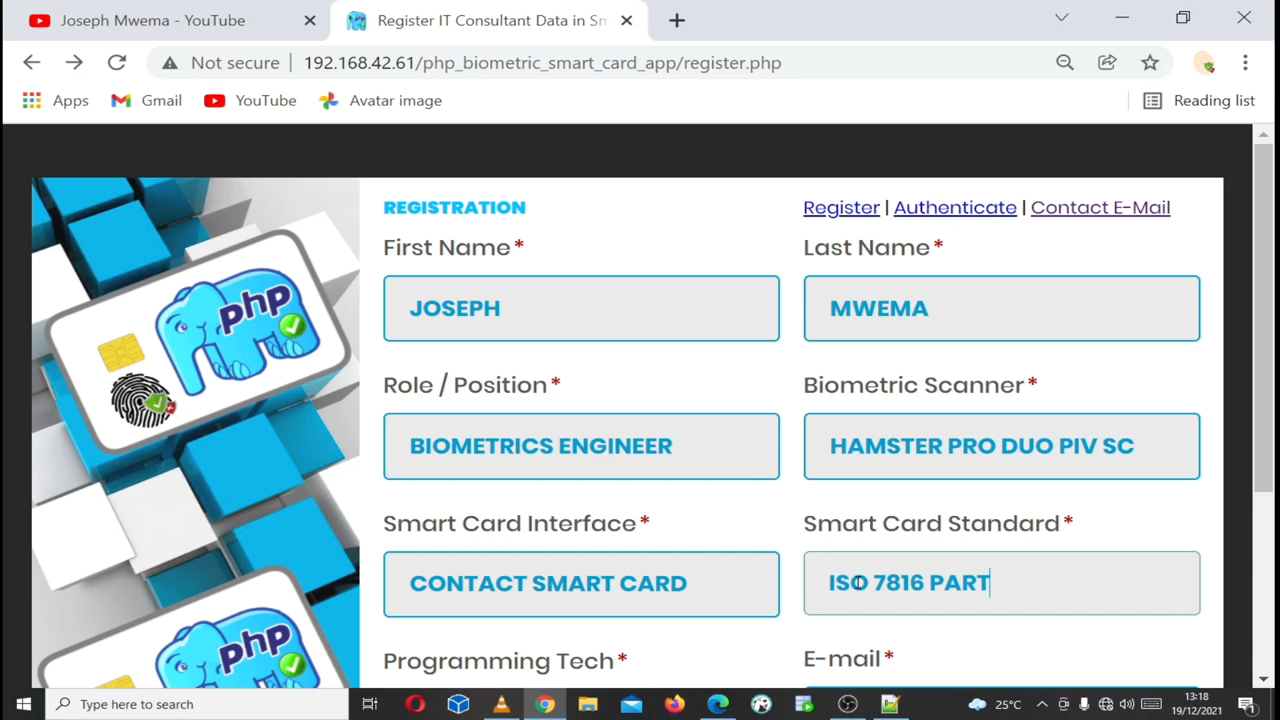 Joseph Mwema - YouTube
Register IT Consultant Data in Sm
Not secure
192.168.42.61/php_biometric_smart_card_app/register.php
Apps
Gmail
YouTube
Avatar image
Reading list
REGISTRATION
Register | Authenticate | Contact E-Mail
First Name*
Last Name*
JOSEPH
MWEMA
Role / Position*
Biometric Scanner*
BIOMETRICS ENGINEER
HAMSTER PRO DUO PIV SC
Smart Card Interface*
Smart Card Standard*
CONTACT SMART CARD
ISO 7816 PART
Programming Tech*
E-mail*
php
php
Type here to search
25°C
13:18
19/12/2021
1